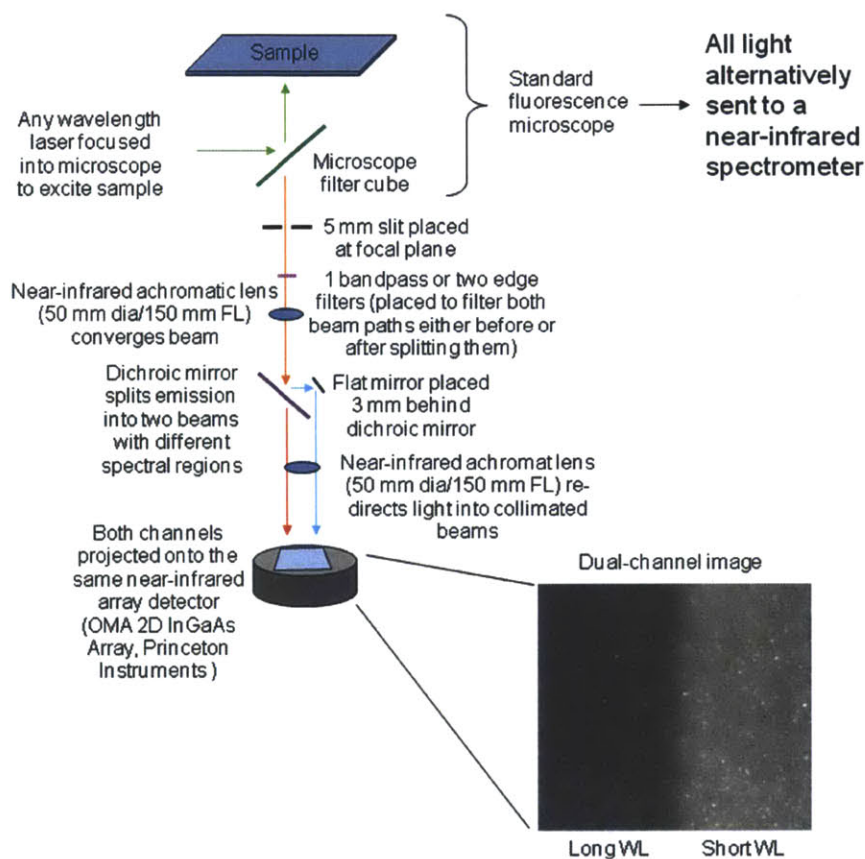 Sample
Any wavelength
laser focused
into microscope
to excite sample
Microscope
filter cube
Standard
fluorescence
microscope
All light
alternatively
sent to a
near-infrared
spectrometer
5 mm slit placed
at focal plane
1 bandpass or two edge
filters (placed to filter both
beam paths either before or
after splitting them)
Near-infrared achromatic lens
(50 mm dia/150 mm FL)
converges beam
Dichroic mirror
splits emission
into two beams
with different
spectral regions
Flat mirror placed
3 mm behind
dichroic mirror
Near-infrared achromat lens
(50 mm dia/150 mm FL) re-
directs light into collimated
beams
Both channels
projected onto the
same near-infrared
array detector
(OMA 2D InGaAs
Array, Princeton
Instruments)
Dual-channel image
Long WL
Short WL